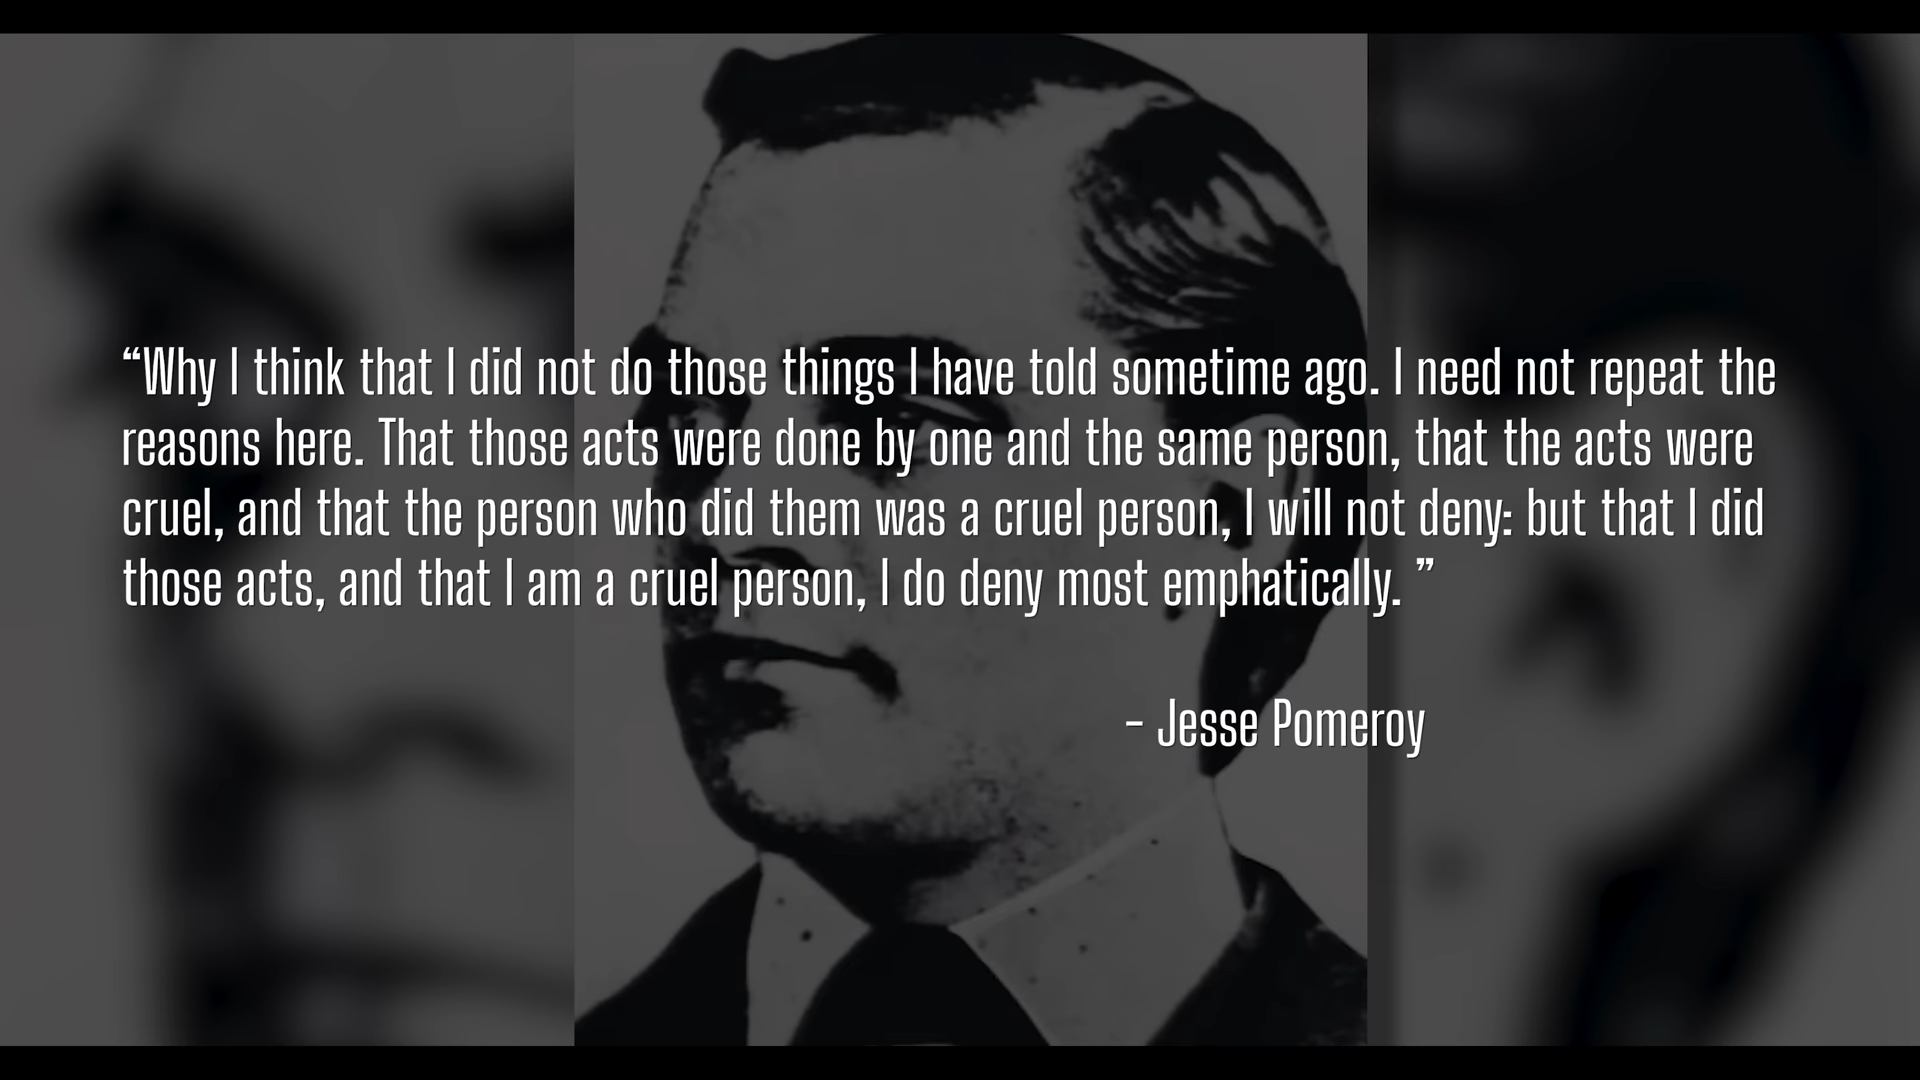 “Why I think that I did not do those things I have told sometime ago. I need not repeat the
reasons here. That those acts were done by one and the same person, that the acts were
cruel, and that the person who did them was a cruel person, I will not deny: but that I did
those acts, and that I am a cruel person, I do deny most emphatically. ”
- Jesse Pomeroy